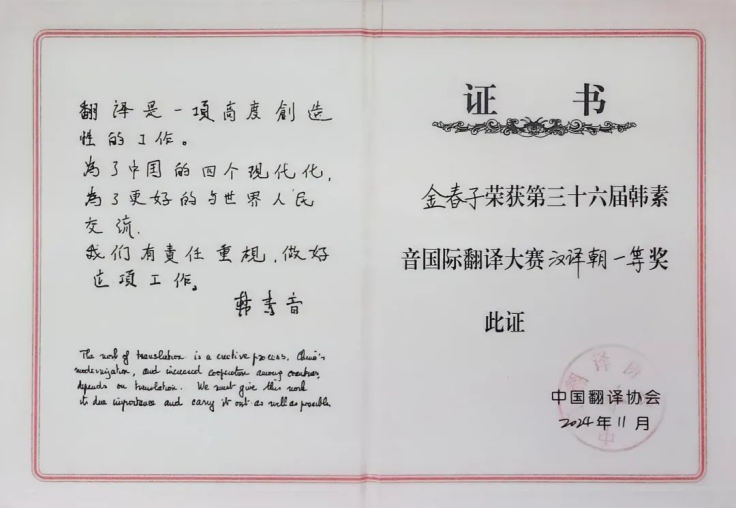 翻译是一項高度創造
性的工作。
為了中国的四个现代化,
為了更好的与世界人民
交流,
我们有責任重視,做好
这項工作。
韩素音
The work of translation is a creative process. China's
modernization, and increased cooperation among countries,
depends on translation. We must give this work
its due importance and carry it out as well as possible.
证 书
金春子荣获第三十六届韩素
音国际翻译大赛汉译朝一等奖
此证
中国翻译协会
2024年11月